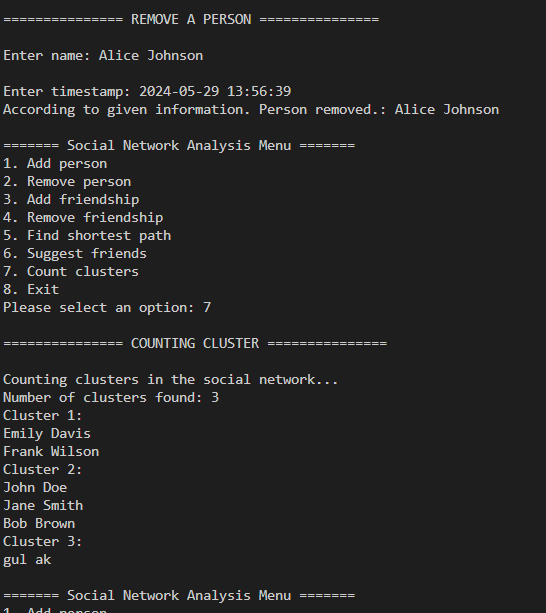 =============== REMOVE A PERSON ===============
Enter name: Alice Johnson
Enter timestamp: 2024-05-29 13:56:39
According to given information. Person removed.: Alice Johnson
======= Social Network Analysis Menu =======
1. Add person
2. Remove person
3. Add friendship
4. Remove friendship
5. Find shortest path
6. Suggest friends
7. Count clusters
8. Exit
Please select an option: 7
=============== COUNTING CLUSTER ===============
Counting clusters in the social network...
Number of clusters found: 3
Cluster 1:
Emily Davis
Frank Wilson
Cluster 2:
John Doe
Jane Smith
Bob Brown
Cluster 3:
gul ak
======= Social Network Analysis Menu =======
1. Add person